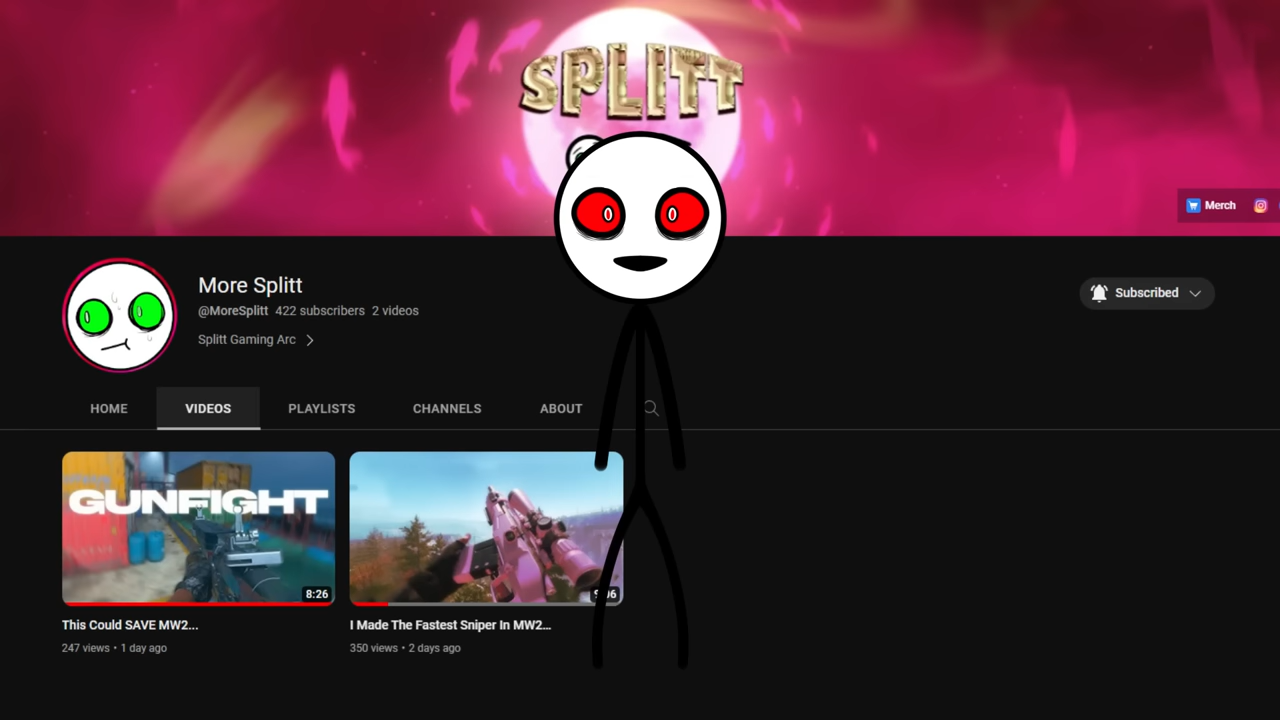 SPLITT
Merch
More Splitt
@MoreSplitt 422 subscribers 2 videos
Splitt Gaming Arc
Subscribed
HOME VIDEOS PLAYLISTS CHANNELS ABOUT
GUNFIGHT
8:26
This Could SAVE MW2...
247 views • 1 day ago
I Made The Fastest Sniper In MW2...
350 views • 2 days ago